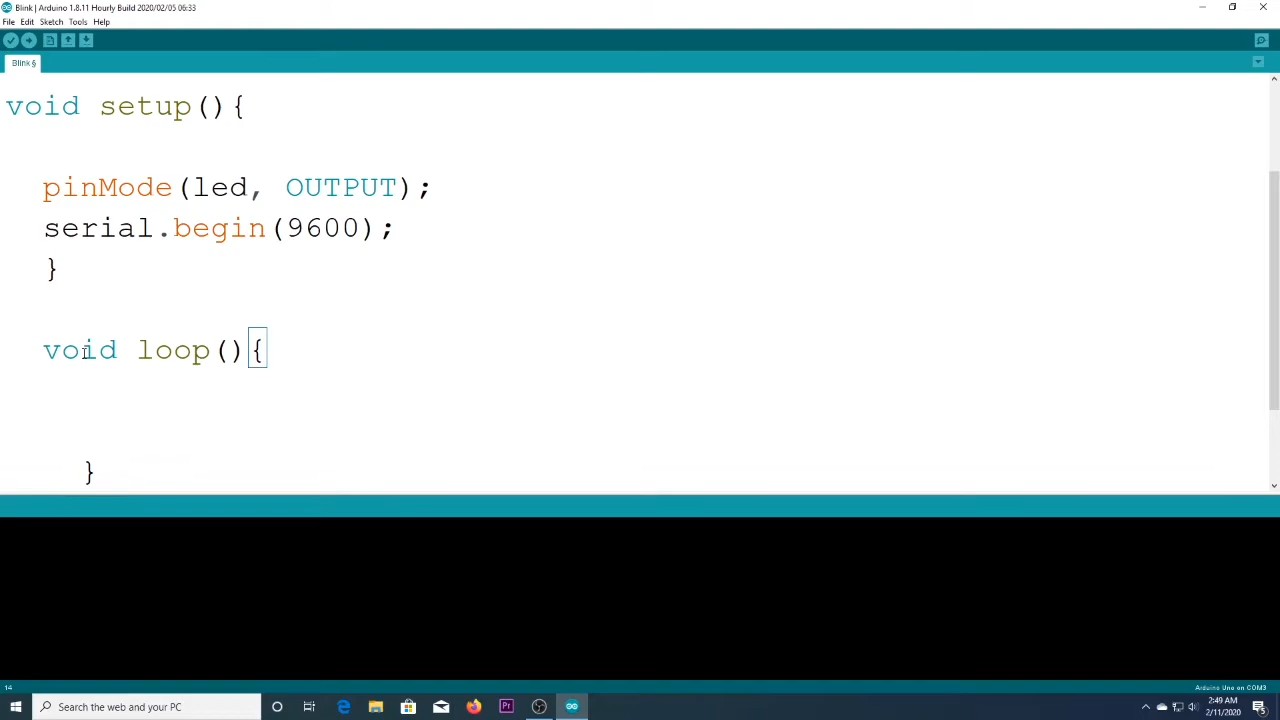 Blink | Arduino 1.8.11 Hourly Build 2020/02/05 06:33
File Edit Sketch Tools Help
Blink §
void setup(){
pinMode(led, OUTPUT);
serial.begin(9600);
}
void loop(){
}
14
Arduino Uno on COM3
Search the web and your PC
Pr
2:49 AM
2/11/2020
5